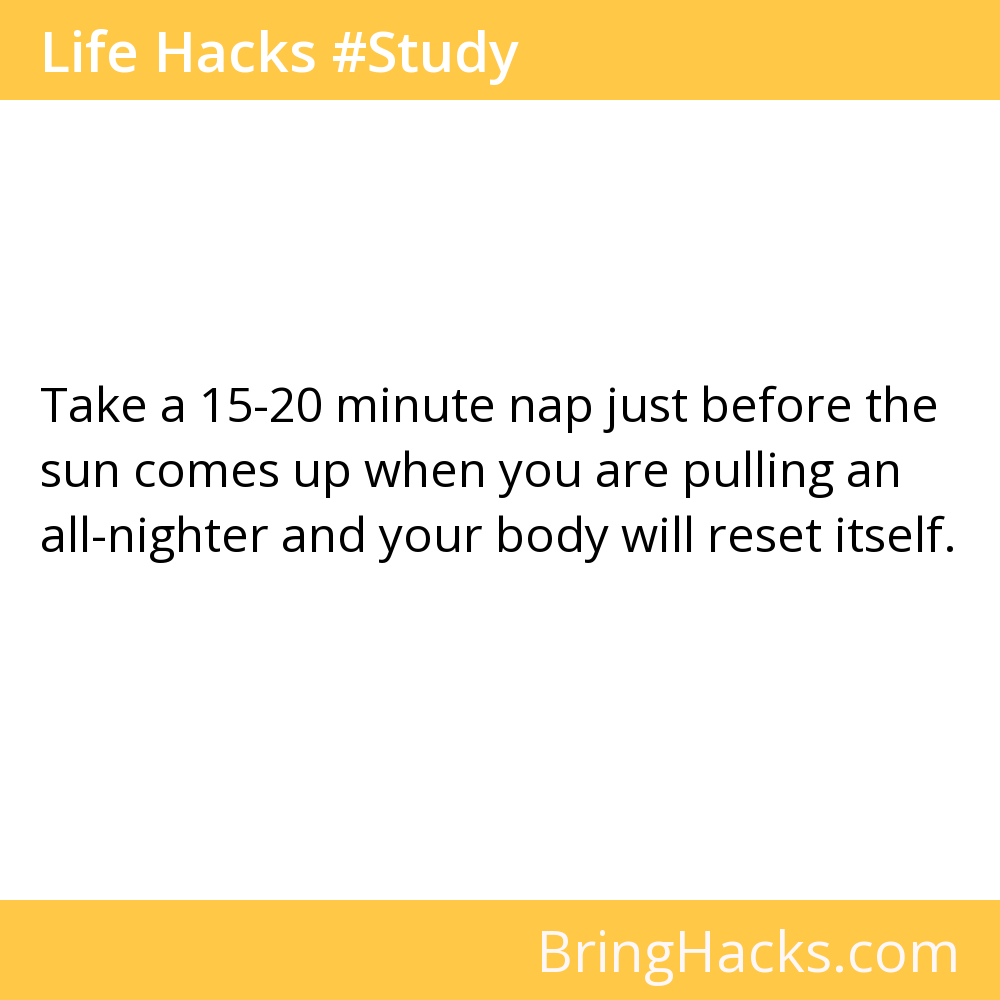 Life Hacks #Study
Take a 15-20 minute nap just before the
sun comes up when you are pulling an
all-nighter and your body will reset itself.
BringHacks.com